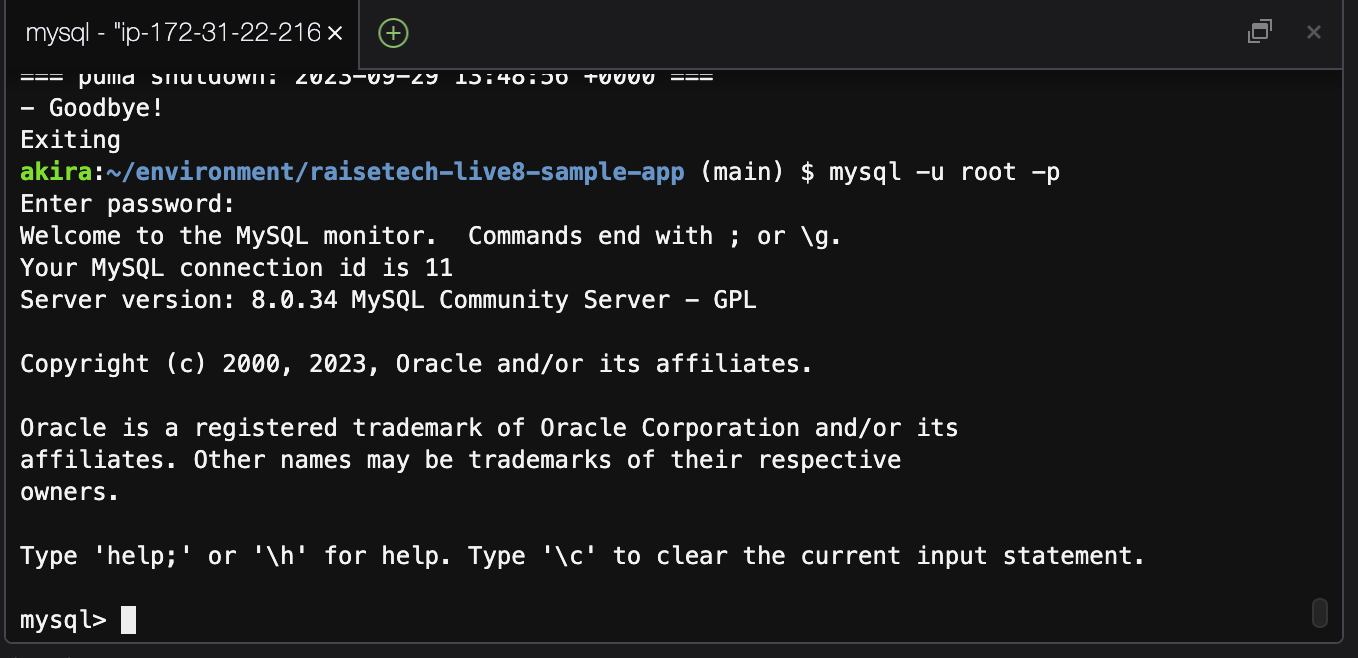 mysql - "ip-172-31-22-216
=== puma shutdown: 2023-09-29 13:48:56 +0000 ===
- Goodbye!
Exiting
akira:~/environment/raisetech-live8-sample-app (main) $ mysql -u root -p
Enter password:
Welcome to the MySQL monitor.  Commands end with ; or \g.
Your MySQL connection id is 11
Server version: 8.0.34 MySQL Community Server - GPL
Copyright (c) 2000, 2023, Oracle and/or its affiliates.
Oracle is a registered trademark of Oracle Corporation and/or its
affiliates. Other names may be trademarks of their respective
owners.
Type 'help;' or '\h' for help. Type '\c' to clear the current input statement.
mysql>